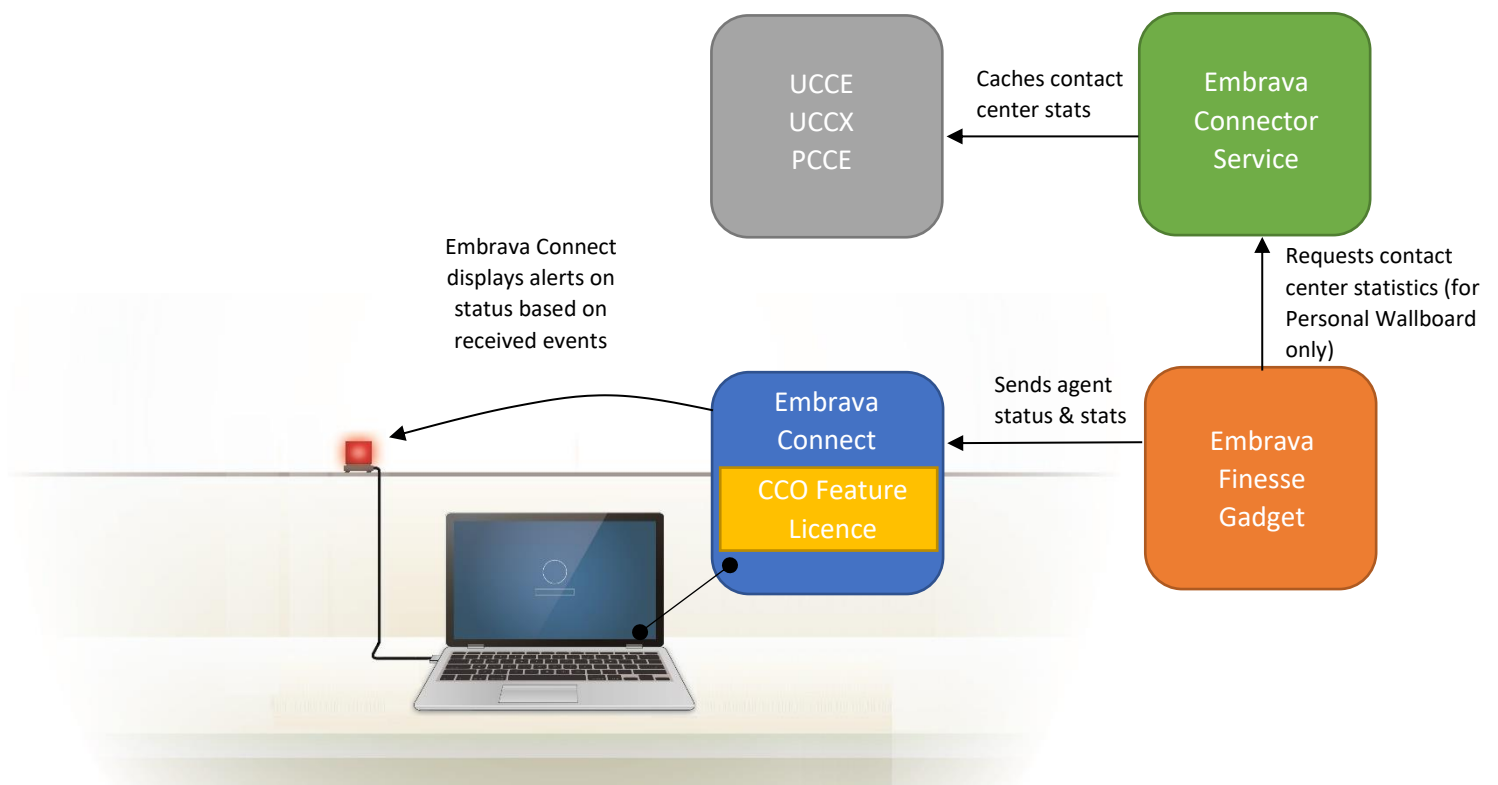 UCCE
UCCX
PCCE
Caches contact
center stats
Embrava
Connector
Service
Embrava Connect
displays alerts on
status based on
received events
Requests contact
center statistics (for
Personal Wallboard
only)
Embrava
Connect
CCO Feature
Licence
Sends agent
status & stats
Embrava
Finesse
Gadget